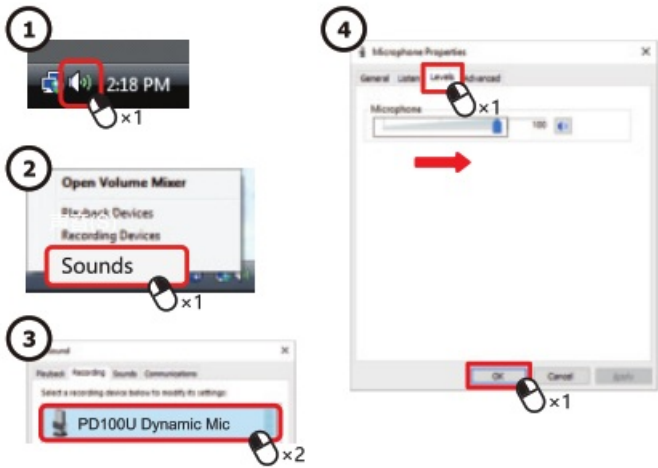 1
2:18 PM
×1
2
Open Volume Mixer
Playback Devices
Recording Devices
Sounds
×1
3
Sound
Playback Recording Sounds Communications
Select a recording device below to modify its settings:
PD100U Dynamic Mic
×2
4
Microphone Properties
General Listen Levels Advanced
×1
Microphone
100
OK Cancel Apply
×1